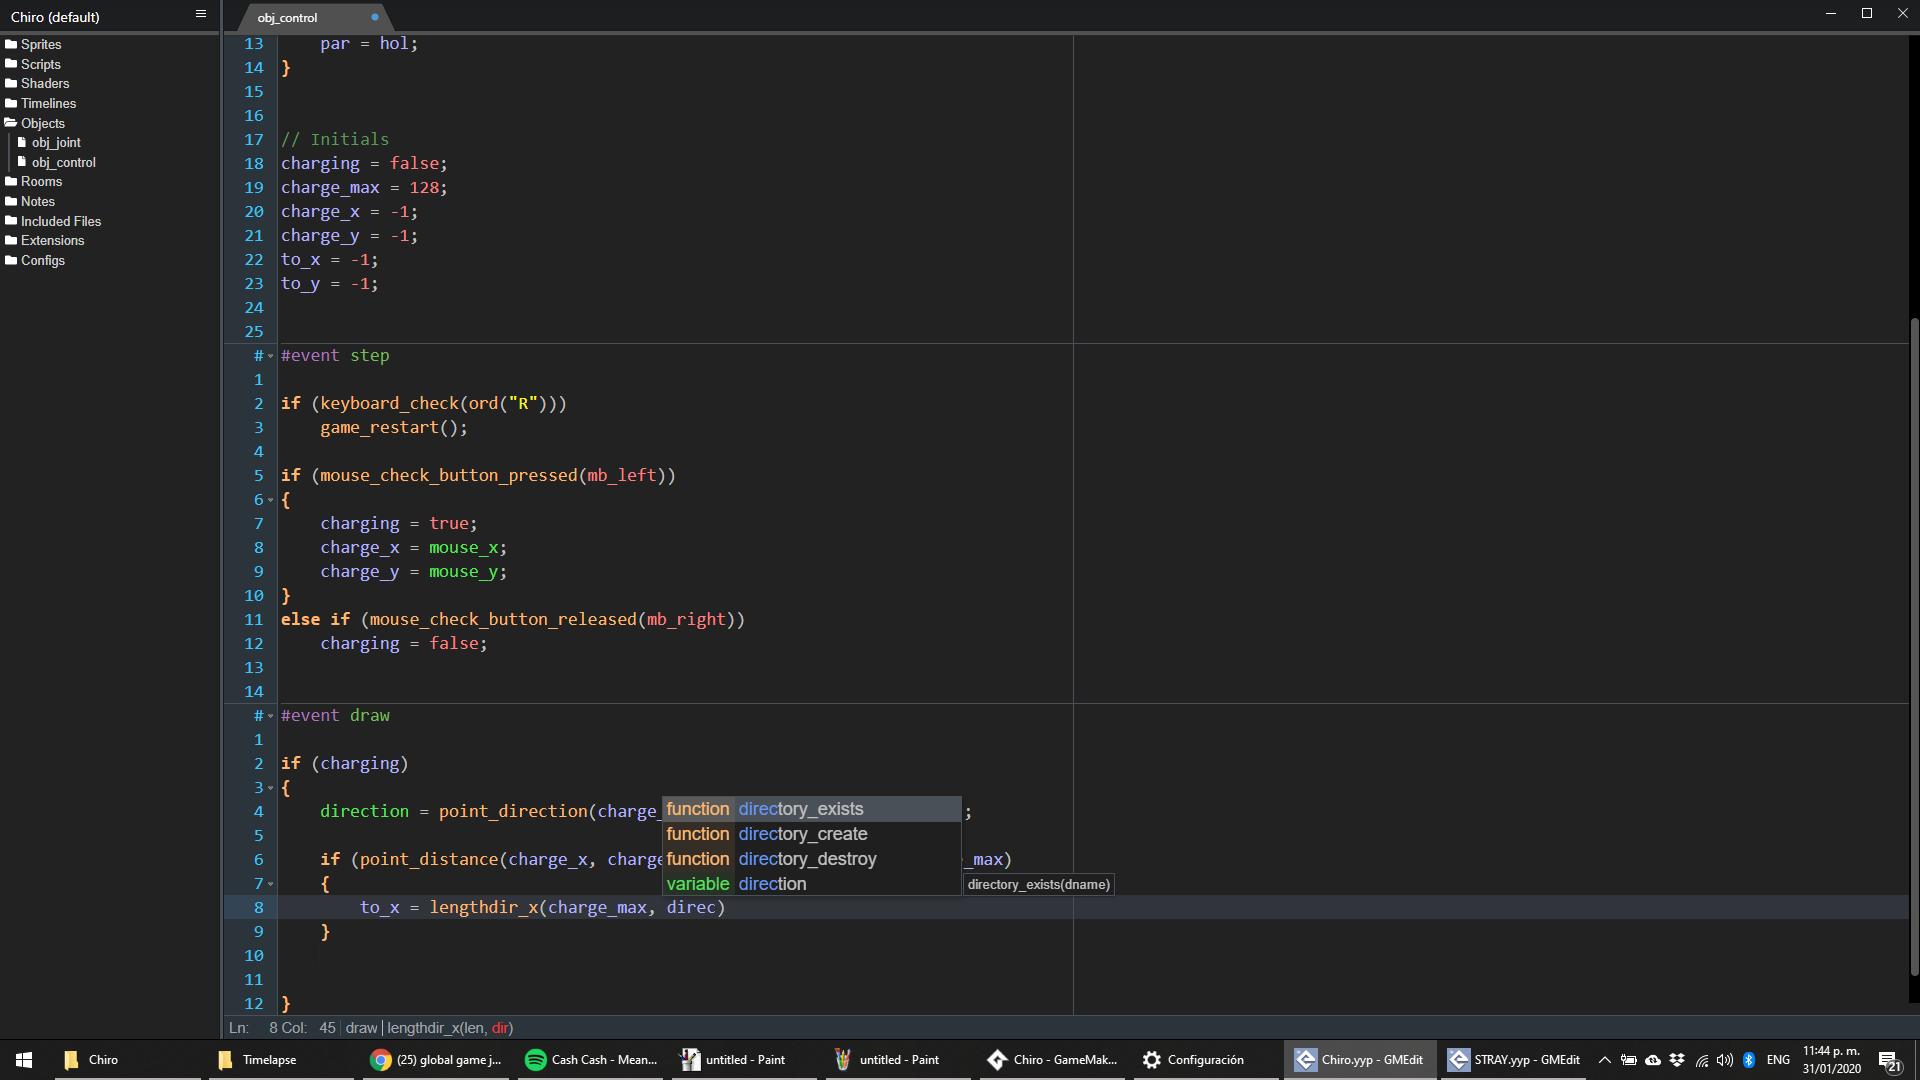 Chiro (default)
obj_control
Sprites
Scripts
Shaders
Timelines
Objects
obj_joint
obj_control
Rooms
Notes
Included Files
Extensions
Configs
13 par = hol;
14 }
15
16
17 // Initials
18 charging = false;
19 charge_max = 128;
20 charge_x = -1;
21 charge_y = -1;
22 to_x = -1;
23 to_y = -1;
24
25
# #event step
1
2 if (keyboard_check(ord("R")))
3 game_restart();
4
5 if (mouse_check_button_pressed(mb_left))
6 {
7 charging = true;
8 charge_x = mouse_x;
9 charge_y = mouse_y;
10 }
11 else if (mouse_check_button_released(mb_right))
12 charging = false;
13
14
# #event draw
1
2 if (charging)
3 {
4 direction = point_direction(charge_ ;
5
6 if (point_distance(charge_x, charge _max)
7 {
8 to_x = lengthdir_x(charge_max, direc)
9 }
10
11
12 }
function directory_exists
function directory_create
function directory_destroy
variable direction
directory_exists(dname)
Ln: 8 Col: 45 draw lengthdir_x(len, dir)
Chiro
Timelapse
(25) global game j...
Cash Cash - Mean...
untitled - Paint
untitled - Paint
Chiro - GameMak...
Configuración
Chiro.yyp - GMEdit
STRAY.yyp - GMEdit
ENG
11:44 p. m.
31/01/2020
21